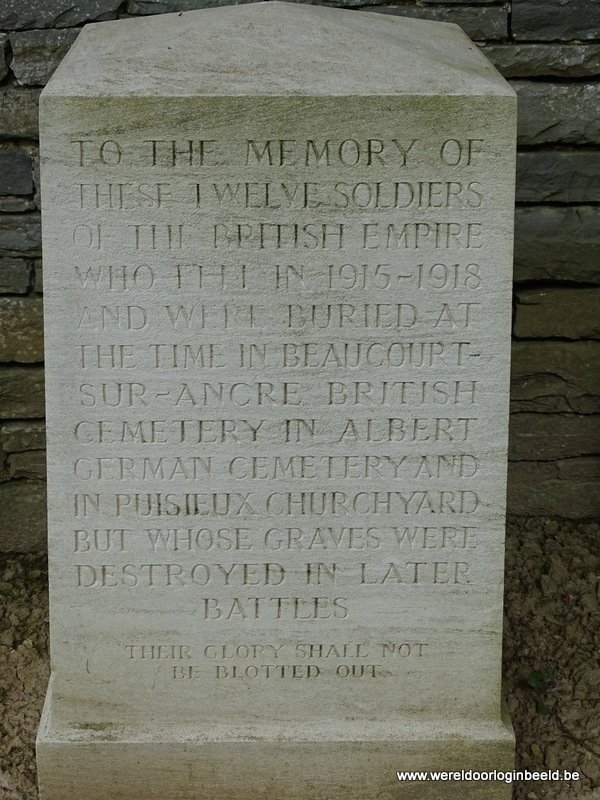 TO THE MEMORY OF
THESE TWELVE SOLDIERS
OF THE BRITISH EMPIRE
WHO FELL IN 1915~1918
AND WERE BURIED AT
THE TIME IN BEAUCOURT-
SUR~ANCRE BRITISH
CEMETERY IN ALBERT
GERMAN CEMETERY AND
IN PUISIEUX CHURCHYARD
BUT WHOSE GRAVES WERE
DESTROYED IN LATER
BATTLES
THEIR GLORY SHALL NOT
BE BLOTTED OUT
www.wereldoorloginbeeld.be